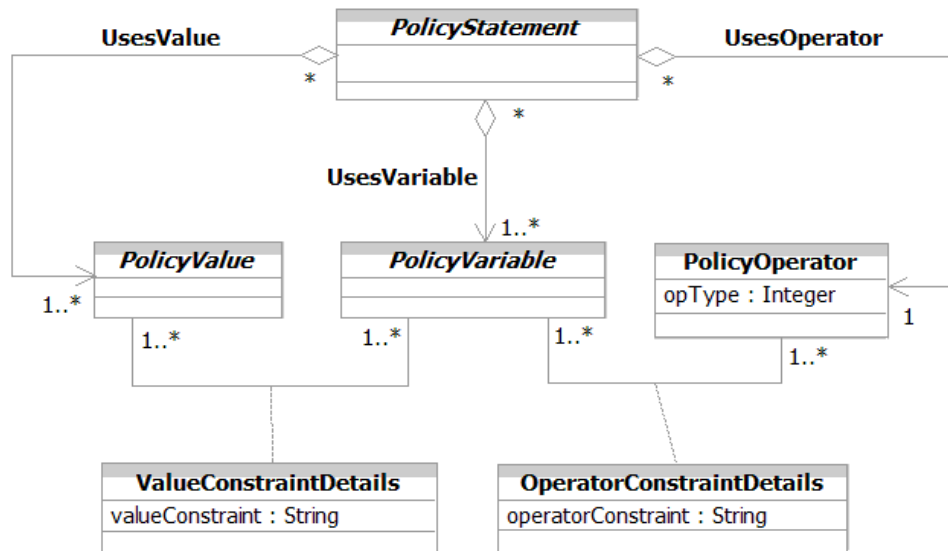 UsesValue
PolicyStatement
UsesOperator
*
*
*
UsesVariable
1..*
PolicyValue
PolicyVariable
PolicyOperator
opType : Integer
1..*
1
1..*
1..*
1..*
1..*
ValueConstraintDetails
valueConstraint : String
OperatorConstraintDetails
operatorConstraint : String